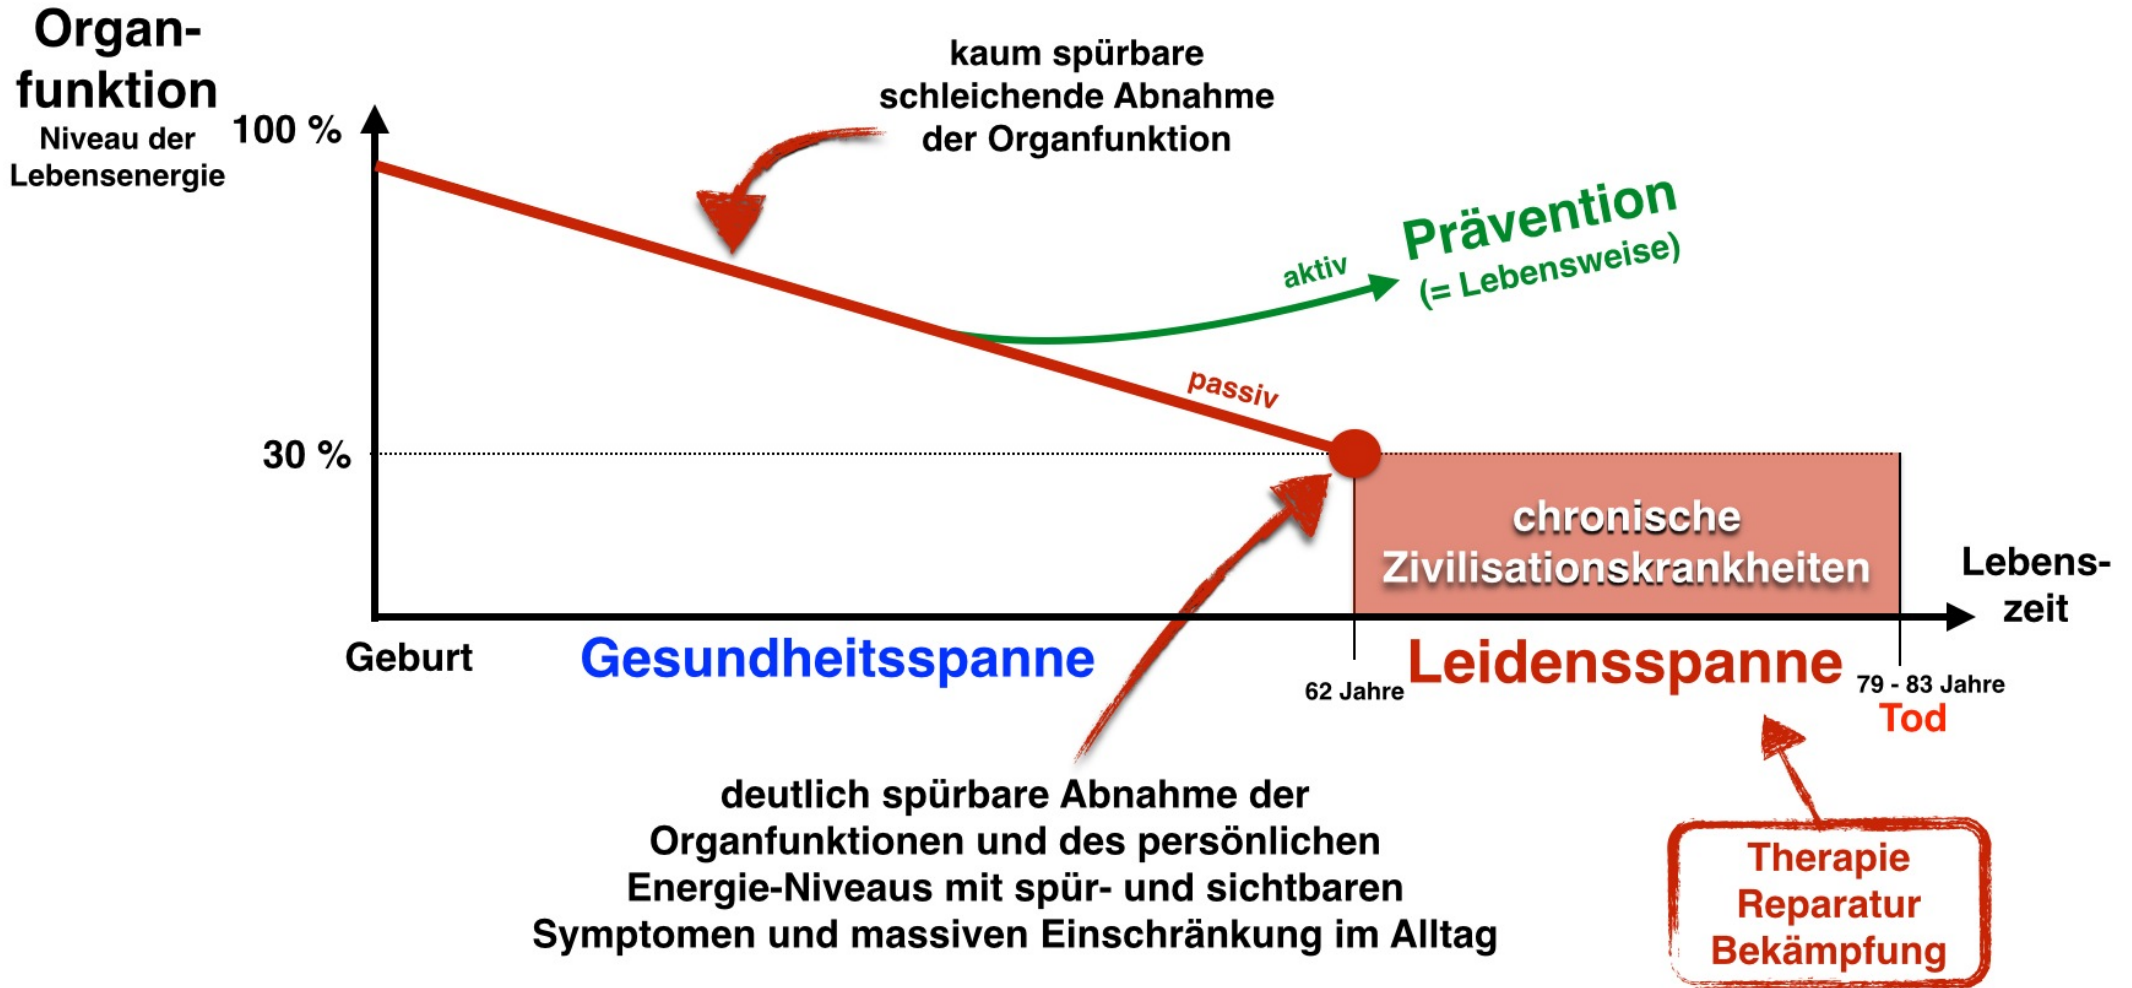 Organ-
funktion
Niveau der
Lebensenergie
100 %
kaum spürbare
schleichende Abnahme
der Organfunktion
Prävention
(= Lebensweise)
aktiv
passiv
30 %
chronische
Zivilisationskrankheiten
Lebens-
zeit
Geburt
Gesundheitsspanne
62 Jahre
Leidensspanne
79 - 83 Jahre
Tod
deutlich spürbare Abnahme der
Organfunktionen und des persönlichen
Energie-Niveaus mit spür- und sichtbaren
Symptomen und massiven Einschränkung im Alltag
Therapie
Reparatur
Bekämpfung